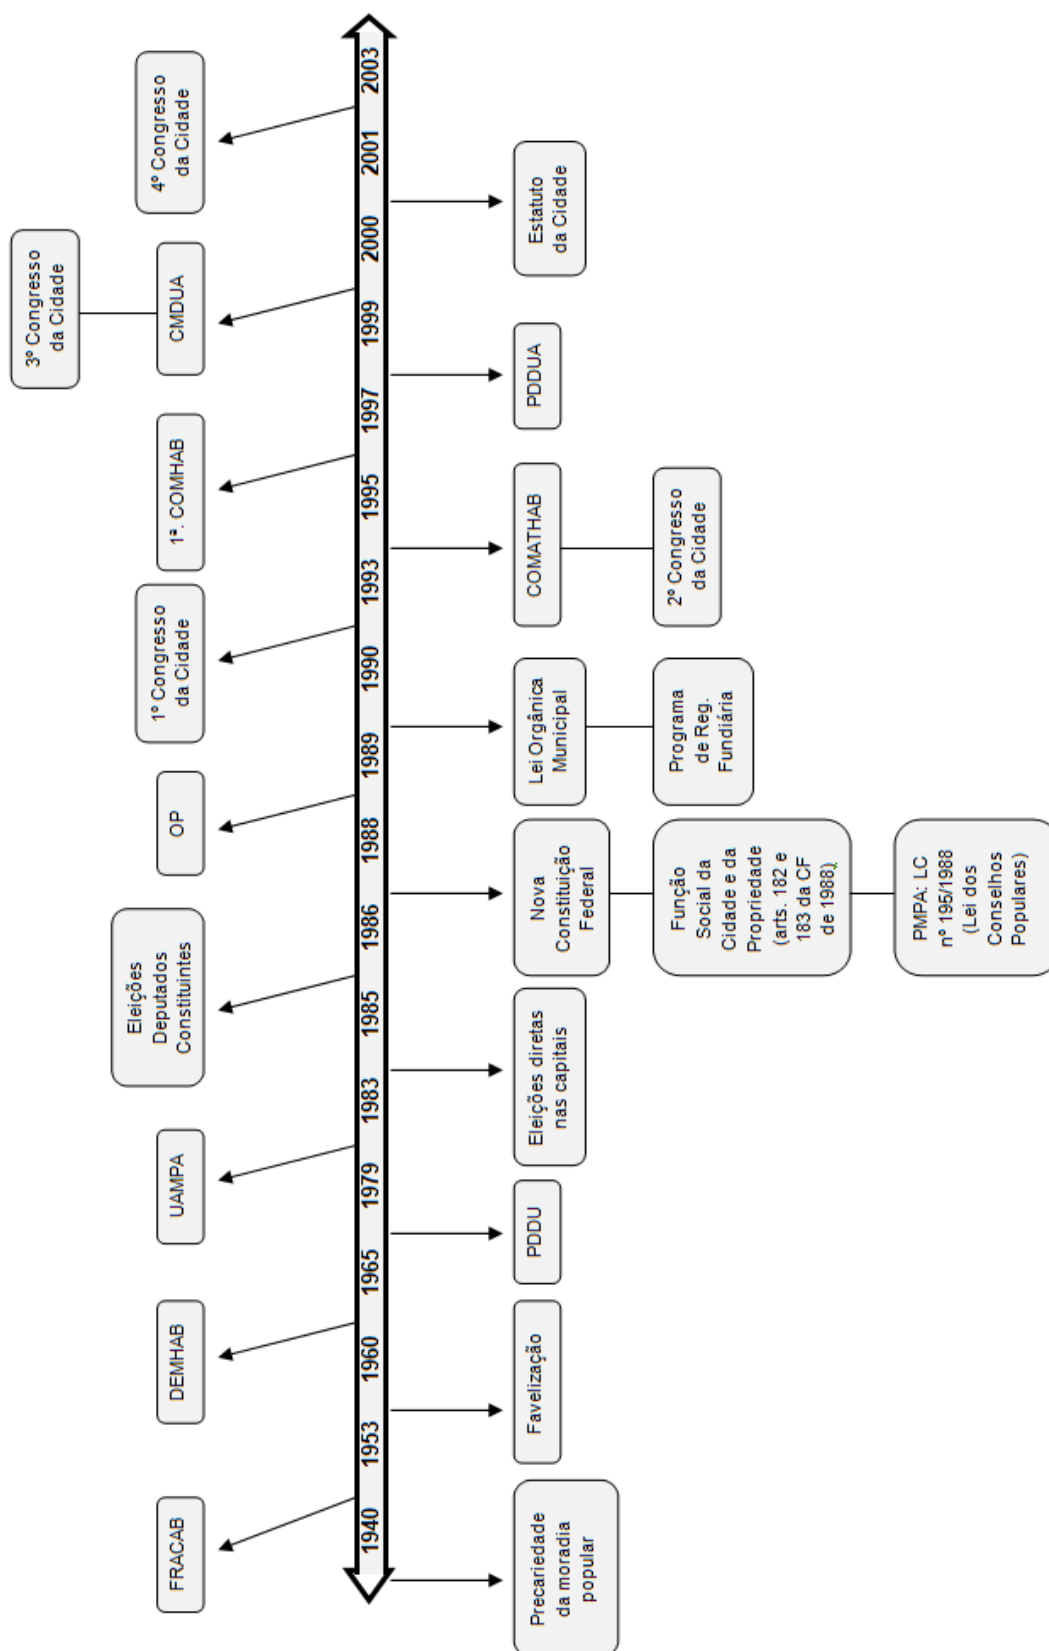 FRACAB
DEMHAB
UAMPA
Eleições
Deputados
Constituintes
OP
1º Congresso
da Cidade
1ª. COMHAB
3º Congresso
da Cidade
CMDUA
4º Congresso
da Cidade
1940 1953 1960 1965 1979 1983 1985 1986 1988 1989 1990 1993 1995 1997 1999 2000 2001 2003
Precariedade
da moradia
popular
Favelização
PDDU
Eleições diretas
nas capitais
Nova
Constituição
Federal
Função
Social da
Cidade e da
Propriedade
(arts. 182 e
183 da CF
de 1988)
PMPA: LC
nº 195/1988
(Lei dos
Conselhos
Populares)
Lei Orgânica
Municipal
Programa
de Reg.
Fundiária
COMATHAB
2º Congresso
da Cidade
PDDUA
Estatuto
da Cidade